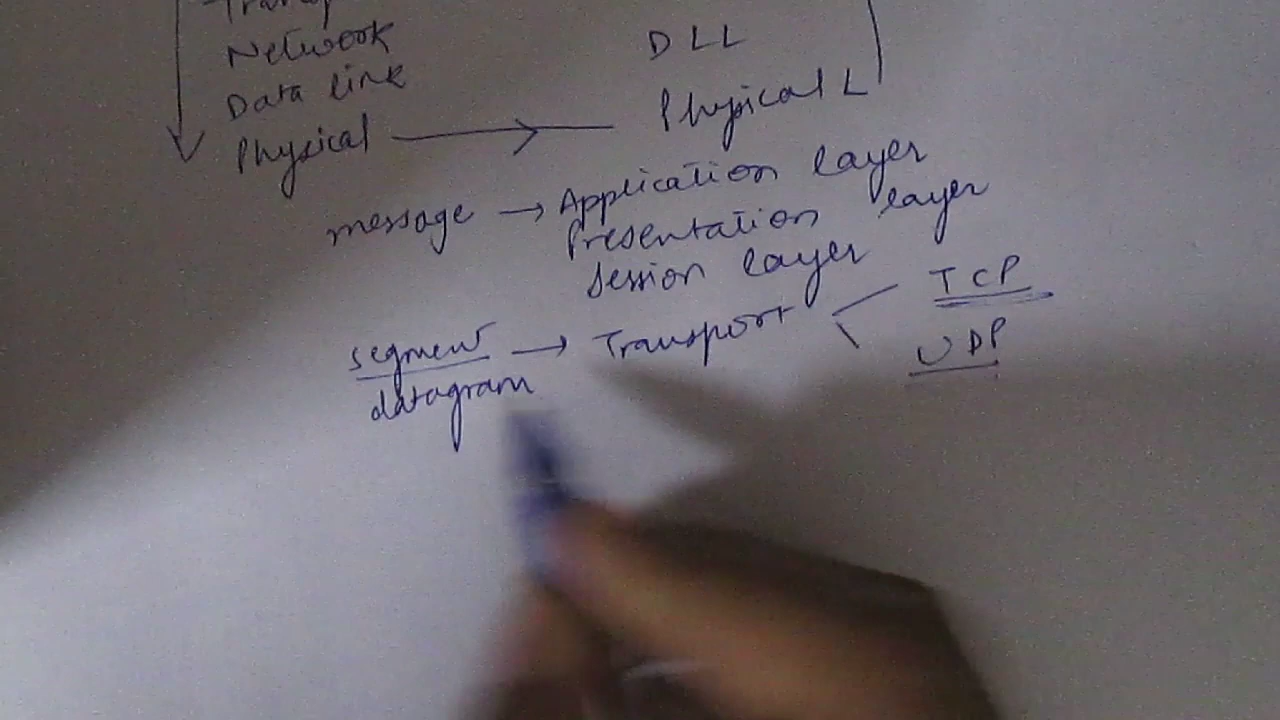 Network
DLL
Data link
Physical L
Physical
message → Application layer
Presentation layer
Session layer
segment → Transport TCP
datagram UDP